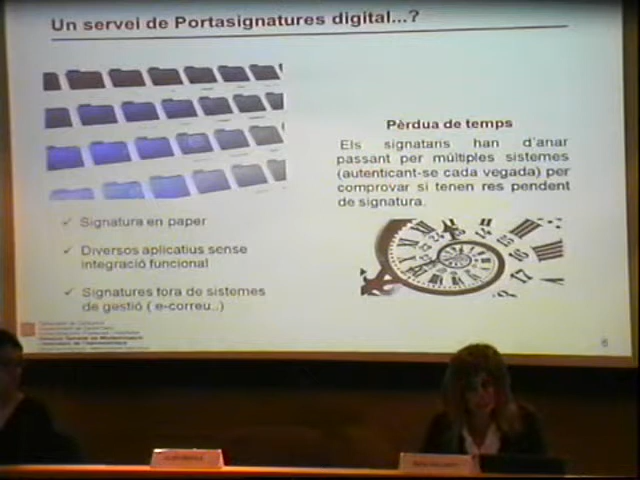 Un servei de Portasignatures digital...?
Pèrdua de temps
Els signataris han d'anar
passant per múltiples sistemes
(autenticant-se cada vegada) per
comprovar si tenen res pendent
de signatura.
✓ Signatura en paper
✓ Diversos aplicatius sense
integració funcional
✓ Signatures fora de sistemes
de gestió ( e-correu..)
6